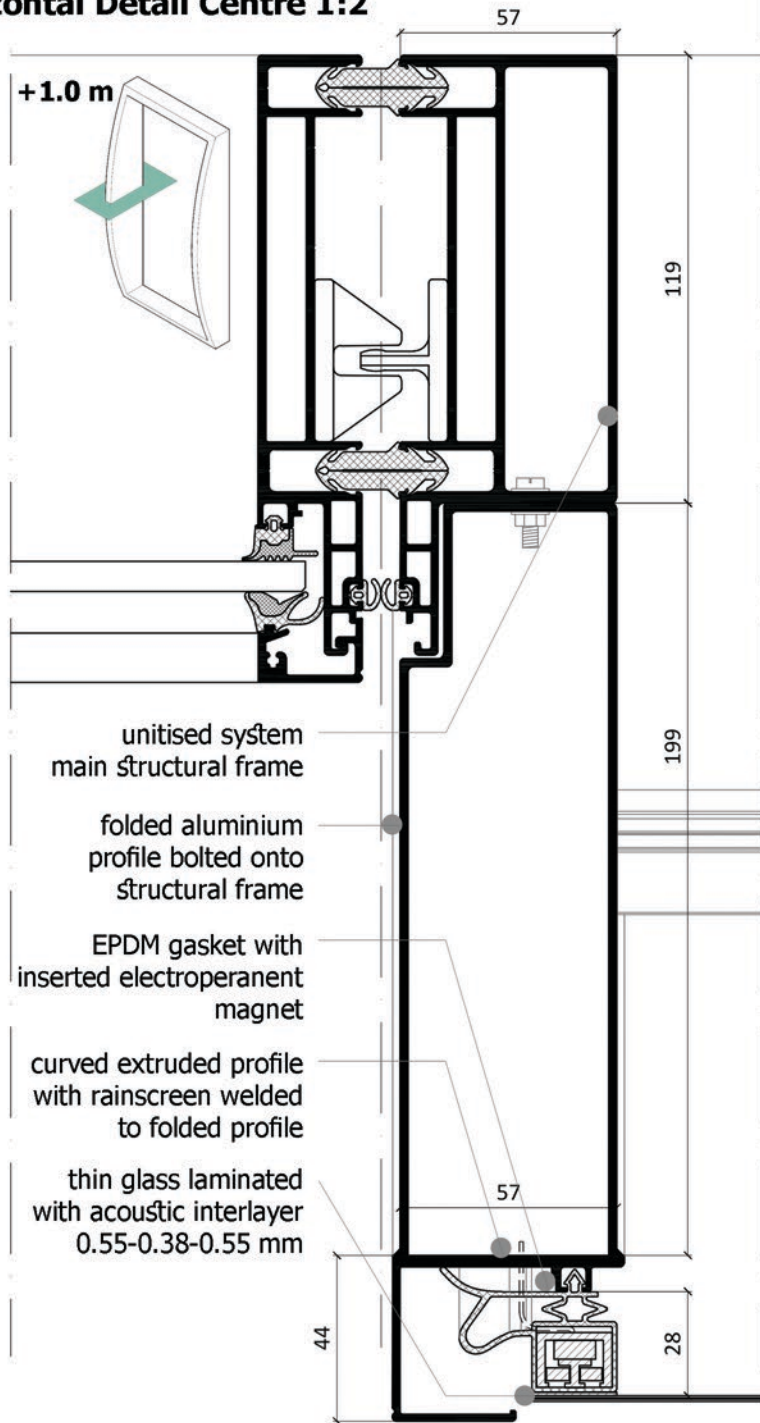 ontal Detail Centre 1:2
57
+1.0 m
119
unitised system
main structural frame
199
folded aluminium
profile bolted onto
structural frame
EPDM gasket with
inserted electroperanent
magnet
curved extruded profile
with rainscreen welded
to folded profile
thin glass laminated
with acoustic interlayer
0.55-0.38-0.55 mm
57
44
28